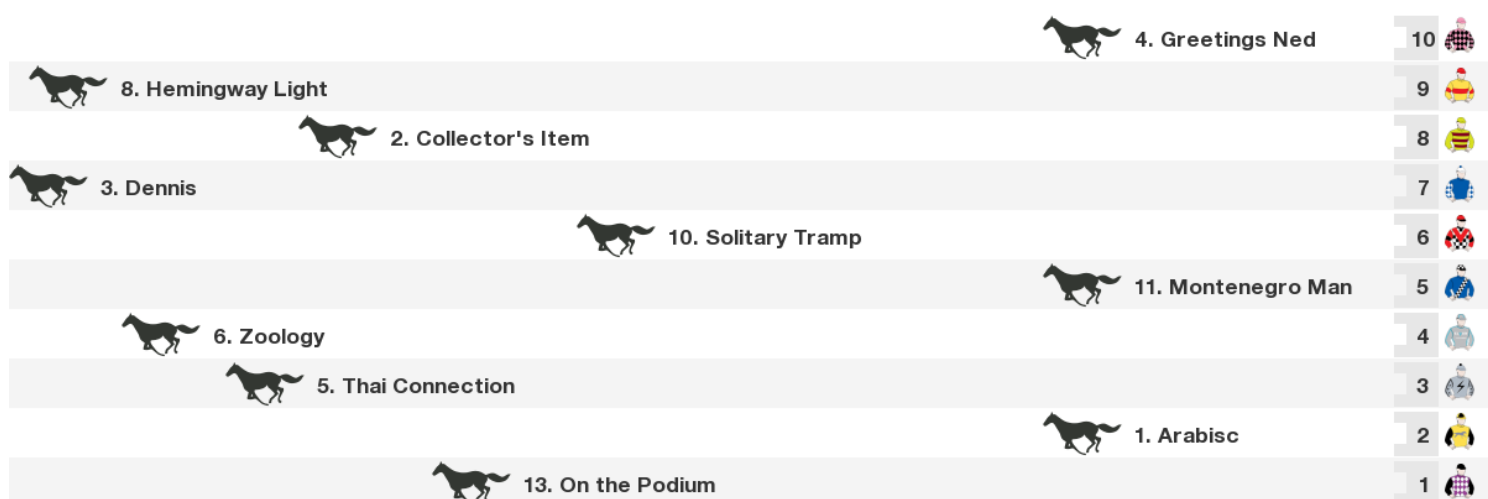 4. Greetings Ned 10
8. Hemingway Light 9
2. Collector's Item 8
3. Dennis 7
10. Solitary Tramp 6
11. Montenegro Man 5
6. Zoology 4
5. Thai Connection 3
1. Arabisc 2
13. On the Podium 1